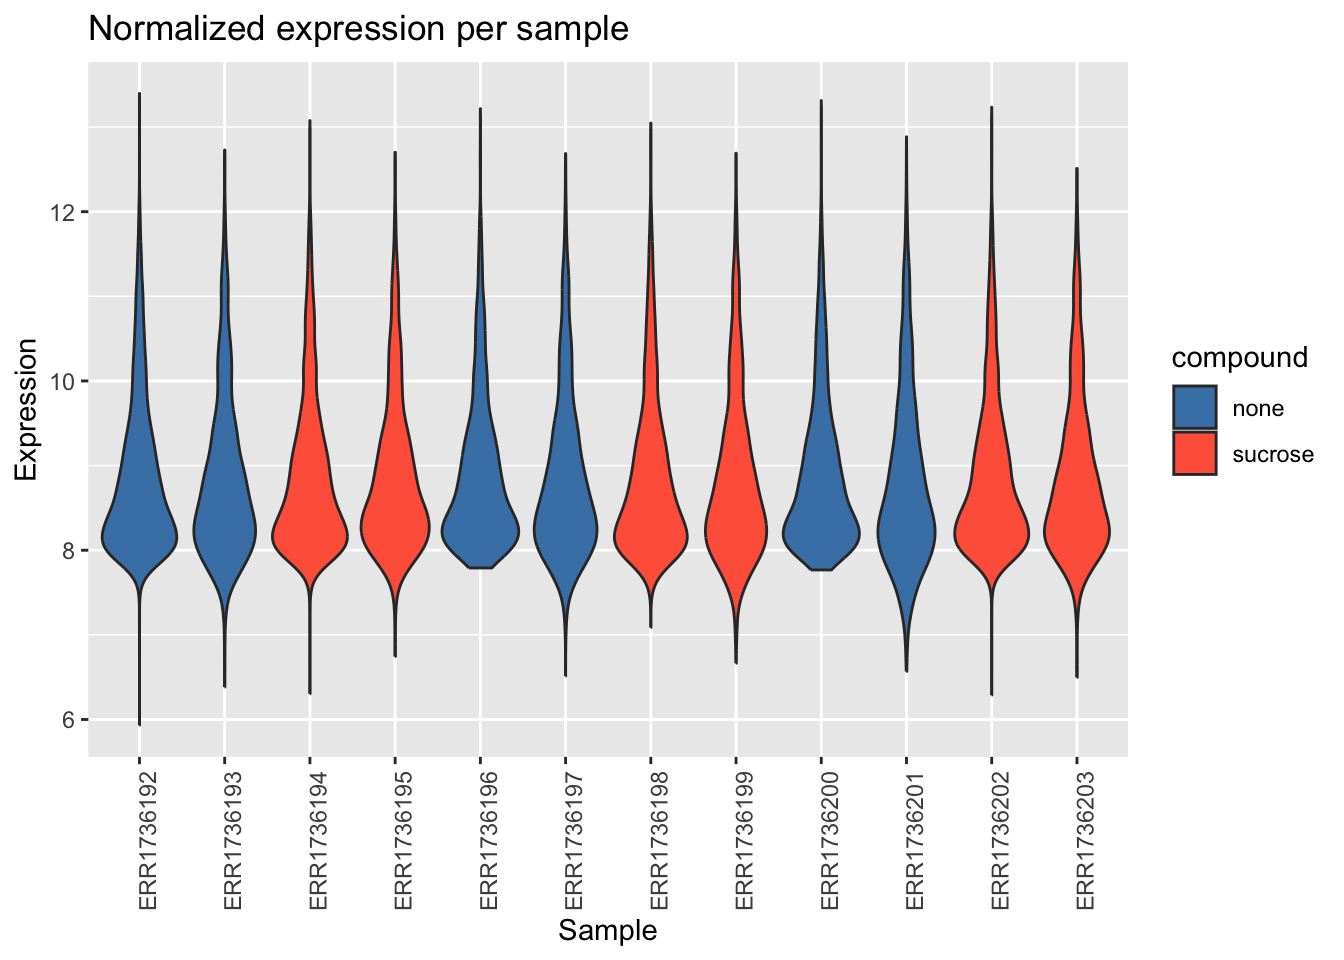 Normalized expression per sample
Expression
12
10
8
6
ERR1736192
ERR1736193
ERR1736194
ERR1736195
ERR1736196
ERR1736197
ERR1736198
ERR1736199
ERR1736200
ERR1736201
ERR1736202
ERR1736203
Sample
compound
none
sucrose